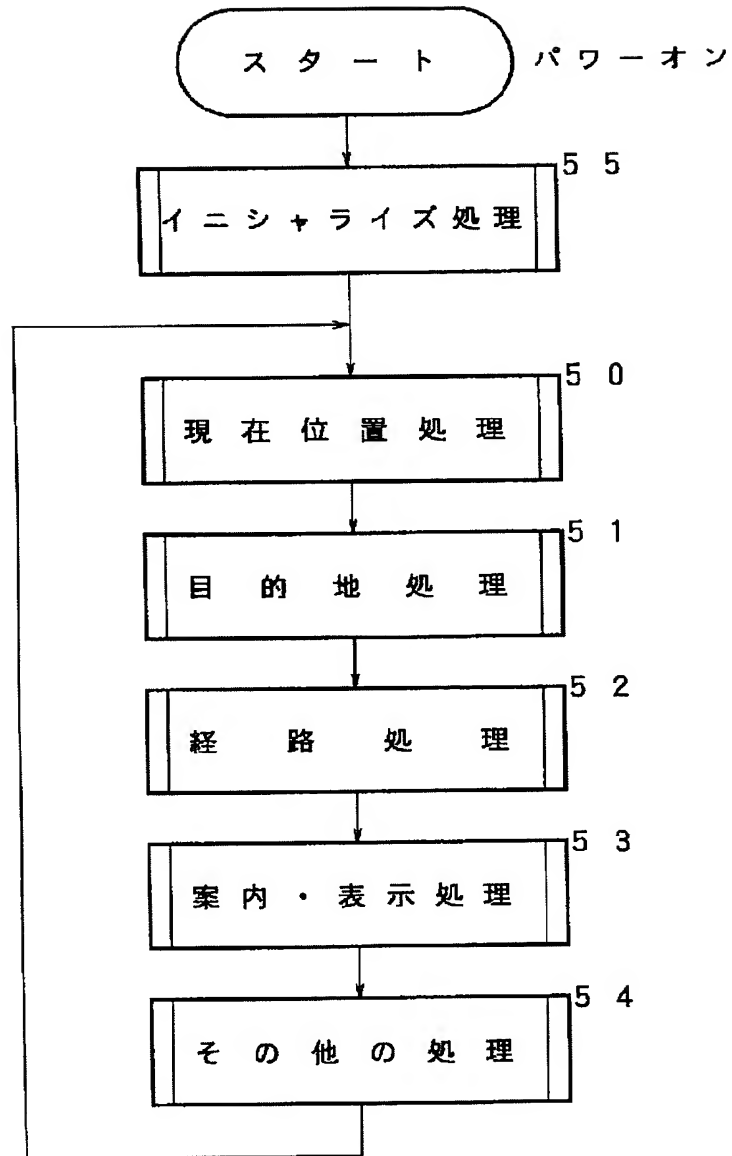 スタート パワーオン
55
イニシャライズ処理
50
現在位置処理
51
目的地処理
52
経路処理
53
案内・表示処理
54
その他の処理